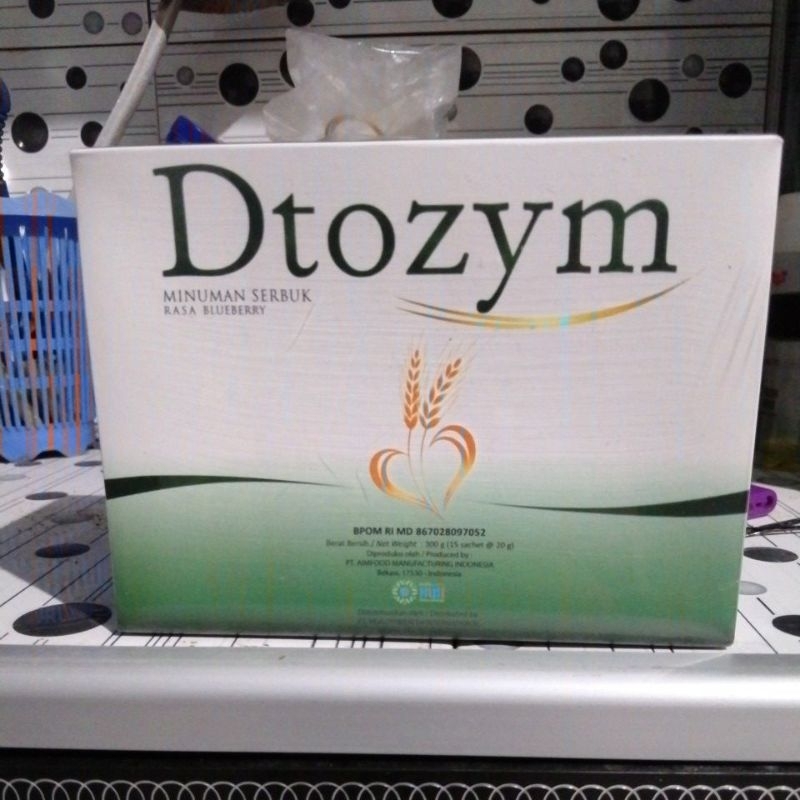 Dtozym
MINUMAN SERBUK
RASA BLUEBERRY
BPOM RI MD 867028097052
Berat Bersih / Net Weight : 300 g (15 sachet @ 20 g)
Diproduksi oleh / Produced by :
PT. AIMFOOD MANUFACTURING INDONESIA
Bekasi, 17530 - Indonesia